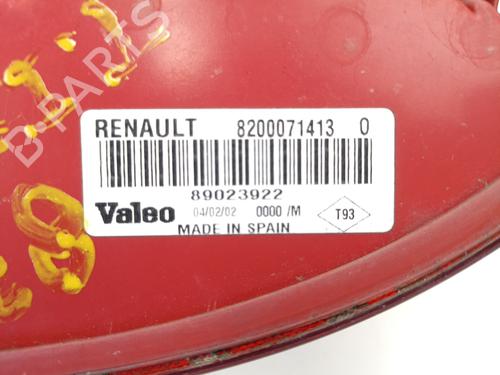 B-PARTS
RENAULT 8200071413 0
89023922
Valeo 04/02/02 0000 /M T93
MADE IN SPAIN